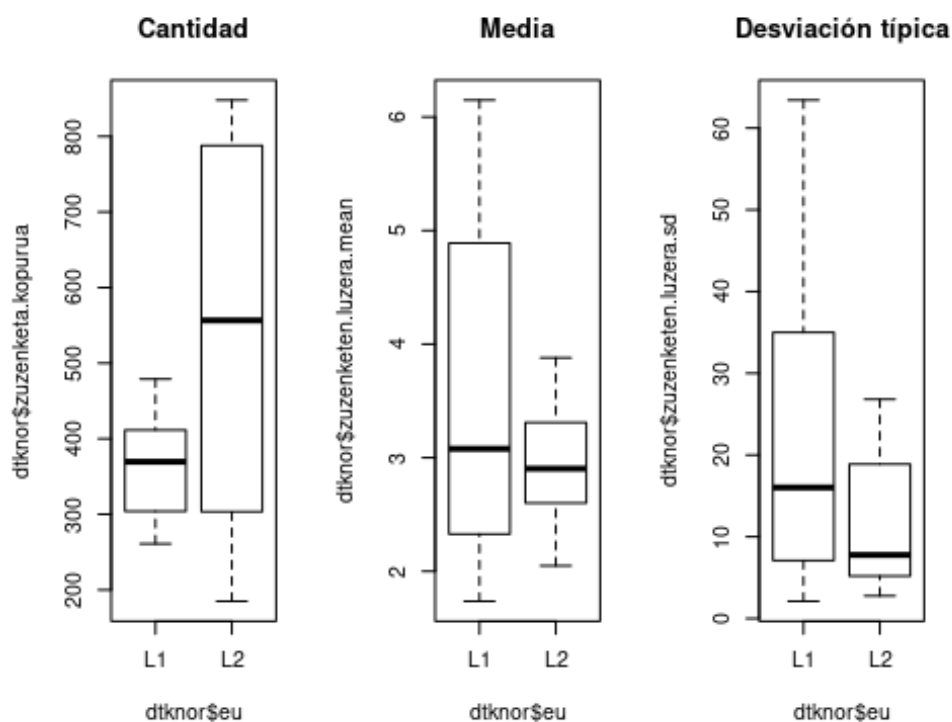 Cantidad
dtknor$zuzenketa.kopurua
800
700
600
500
400
300
200
L1 L2
dtknor$eu
Media
dtknor$zuzenketen.luzera.mean
6
5
4
3
2
L1 L2
dtknor$eu
Desviación típica
dtknor$zuzenketen.luzera.sd
60
50
40
30
20
10
0
L1 L2
dtknor$eu